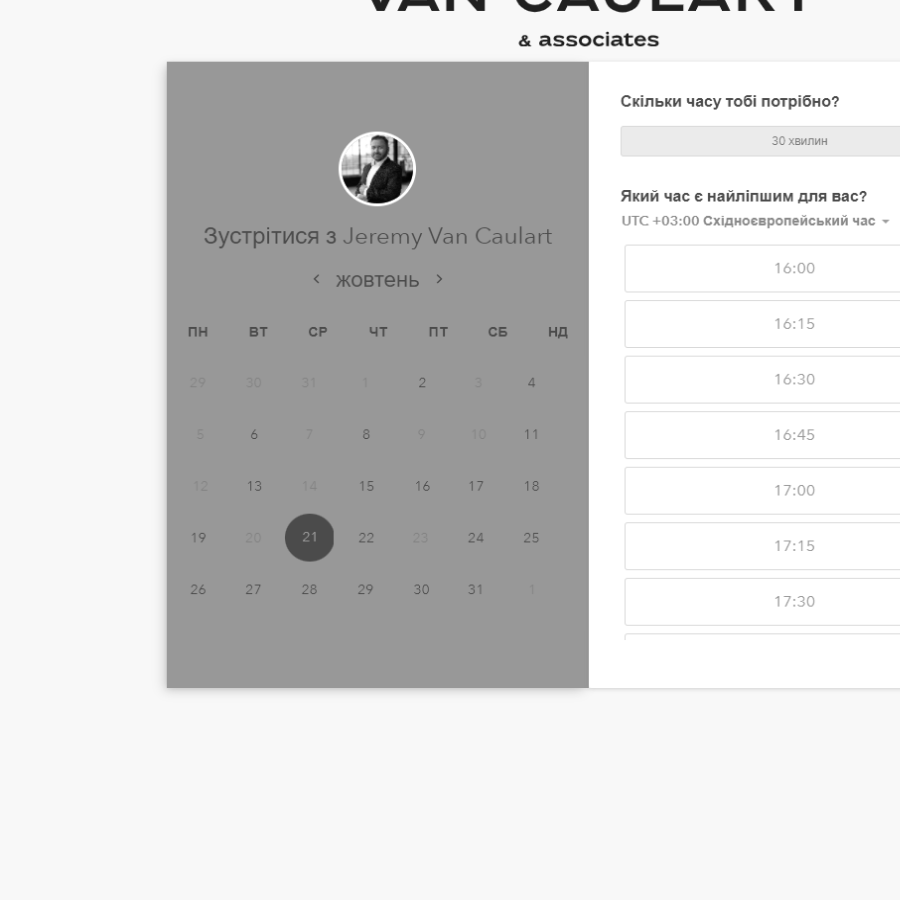 VAN CAULART
& associates
Зустрітися з Jeremy Van Caulart
жовтень
ПН ВТ СР ЧТ ПТ СБ НД
29 30 31 1 2 3 4
5 6 7 8 9 10 11
12 13 14 15 16 17 18
19 20 21 22 23 24 25
26 27 28 29 30 31 1
Скільки часу тобі потрібно?
30 хвилин
Який час є найліпшим для вас?
UTC +03:00 Східноєвропейський час
16:00
16:15
16:30
16:45
17:00
17:15
17:30